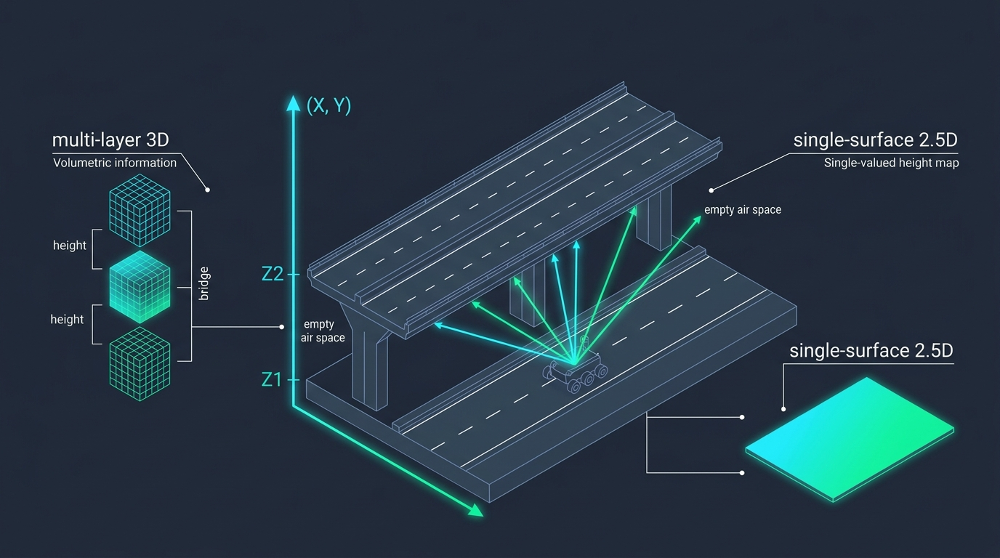 multi-layer 3D
Volumetric information
height
height
bridge
(X, Y)
Z2
empty
air space
Z1
single-surface 2.5D
Single-valued height map
empty air space
single-surface 2.5D